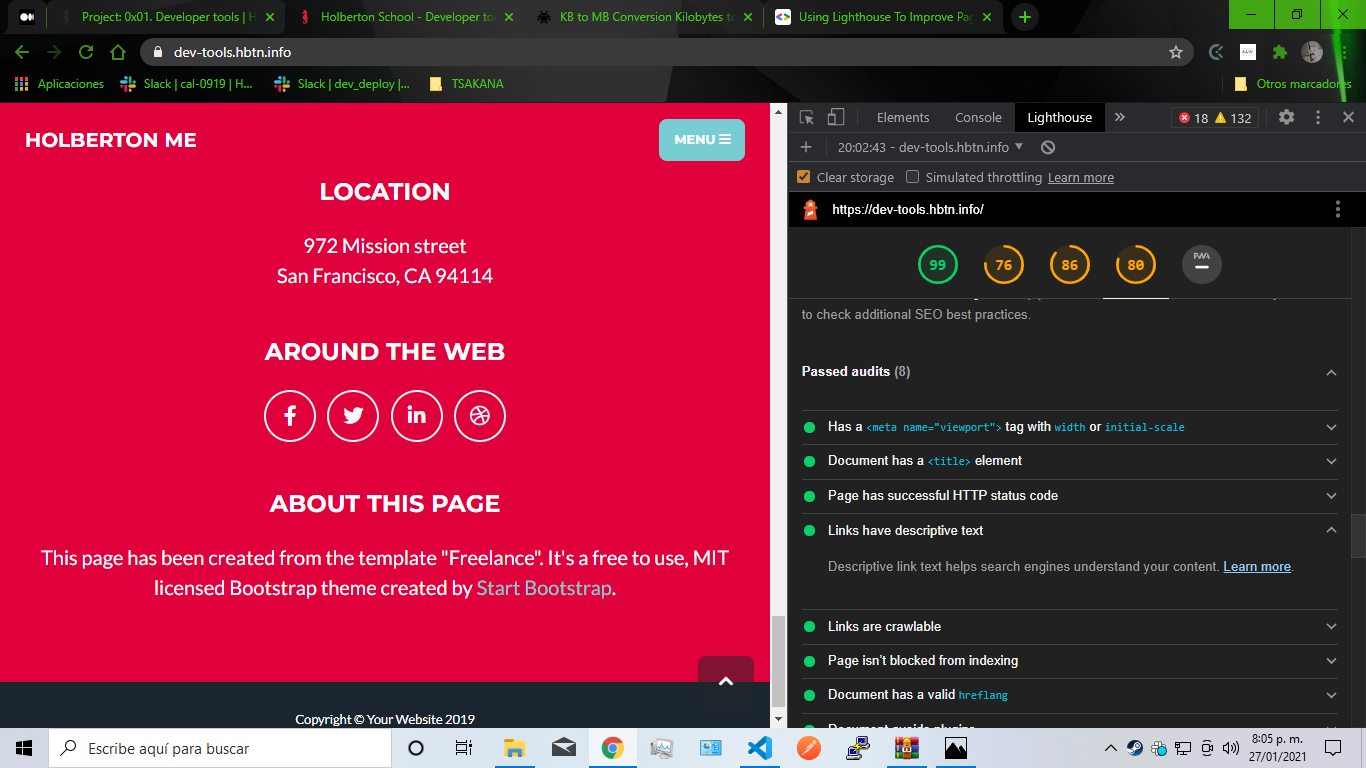 Project: 0x01. Developer tools | H
Holberton School - Developer too
KB to MB Conversion Kilobytes to
Using Lighthouse To Improve Pag
dev-tools.hbtn.info
Aplicaciones
Slack | cal-0919 | H...
Slack | dev_deploy |...
TSAKANA
Otros marcadores
HOLBERTON ME
MENU
LOCATION
972 Mission street
San Francisco, CA 94114
AROUND THE WEB
ABOUT THIS PAGE
This page has been created from the template "Freelance". It's a free to use, MIT
licensed Bootstrap theme created by Start Bootstrap.
Copyright © Your Website 2019
Elements
Console
Lighthouse
18
132
20:02:43 - dev-tools.hbtn.info
Clear storage
Simulated throttling Learn more
https://dev-tools.hbtn.info/
99
76
86
80
PWA
to check additional SEO best practices.
Passed audits (8)
Has a <meta name="viewport"> tag with width or initial-scale
Document has a <title> element
Page has successful HTTP status code
Links have descriptive text
Descriptive link text helps search engines understand your content. Learn more.
Links are crawlable
Page isn't blocked from indexing
Document has a valid hreflang
Document avoids plugins
Escribe aquí para buscar
8:05 p. m.
27/01/2021